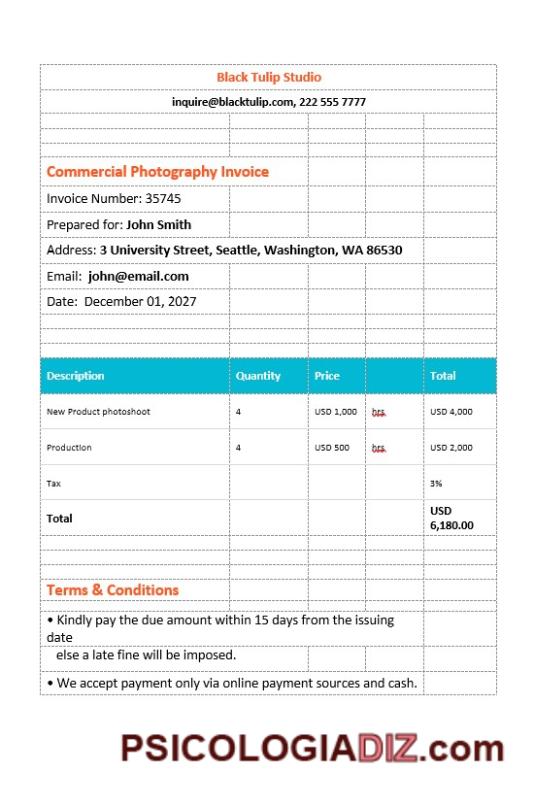 Black Tulip Studio
inquire@blacktulip.com, 222 555 7777
Commercial Photography Invoice
Invoice Number: 35745
Prepared for: John Smith
Address: 3 University Street, Seattle, Washington, WA 86530
Email:  john@email.com
Date:  December 01, 2027
Description Quantity Price Total
New Product photoshoot 4 USD 1,000 hrs. USD 4,000
Production 4 USD 500 hrs. USD 2,000
Tax 3%
Total USD 6,180.00
Terms & Conditions
• Kindly pay the due amount within 15 days from the issuing
date
else a late fine will be imposed.
• We accept payment only via online payment sources and cash.
PSICOLOGIADIZ.com